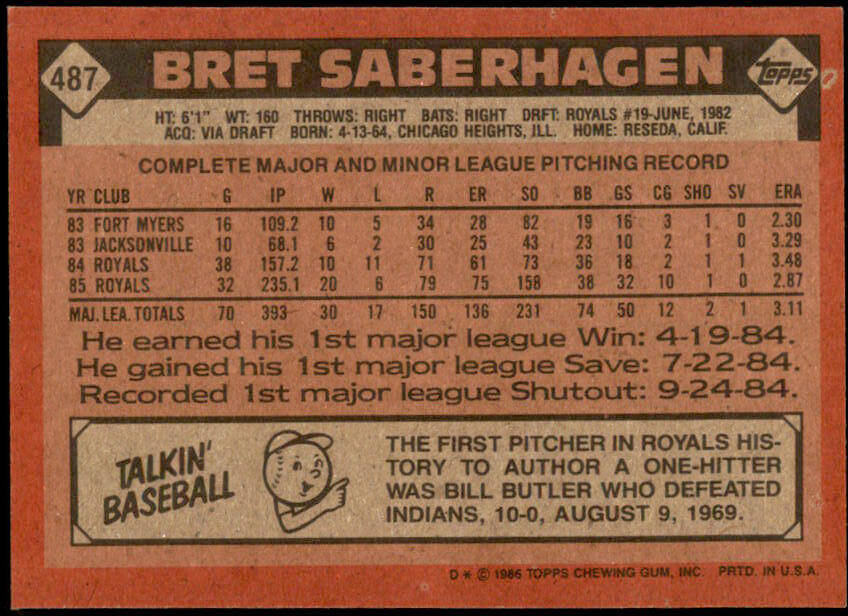 487 BRET SABERHAGEN Topps
HT: 6'1" WT: 160 THROWS: RIGHT BATS: RIGHT DRFT: ROYALS #19-JUNE, 1982
ACQ: VIA DRAFT BORN: 4-13-64, CHICAGO HEIGHTS, ILL. HOME: RESEDA, CALIF.
COMPLETE MAJOR AND MINOR LEAGUE PITCHING RECORD
YR CLUB G IP W L R ER SO BB GS CG SHO SV ERA
83 FORT MYERS 16 109.2 10 5 34 28 82 19 16 3 1 0 2.30
83 JACKSONVILLE 10 68.1 6 2 30 25 43 23 10 2 1 0 3.29
84 ROYALS 38 157.2 10 11 71 61 73 36 18 2 1 1 3.48
85 ROYALS 32 235.1 20 6 79 75 158 38 32 10 1 0 2.87
MAJ. LEA. TOTALS 70 393 30 17 150 136 231 74 50 12 2 1 3.11
He earned his 1st major league Win: 4-19-84.
He gained his 1st major league Save: 7-22-84.
Recorded 1st major league Shutout: 9-24-84.
TALKIN'
BASEBALL
THE FIRST PITCHER IN ROYALS HIS-
TORY TO AUTHOR A ONE-HITTER
WAS BILL BUTLER WHO DEFEATED
INDIANS, 10-0, AUGUST 9, 1969.
D * © 1986 TOPPS CHEWING GUM, INC. PRTD. IN U.S.A.